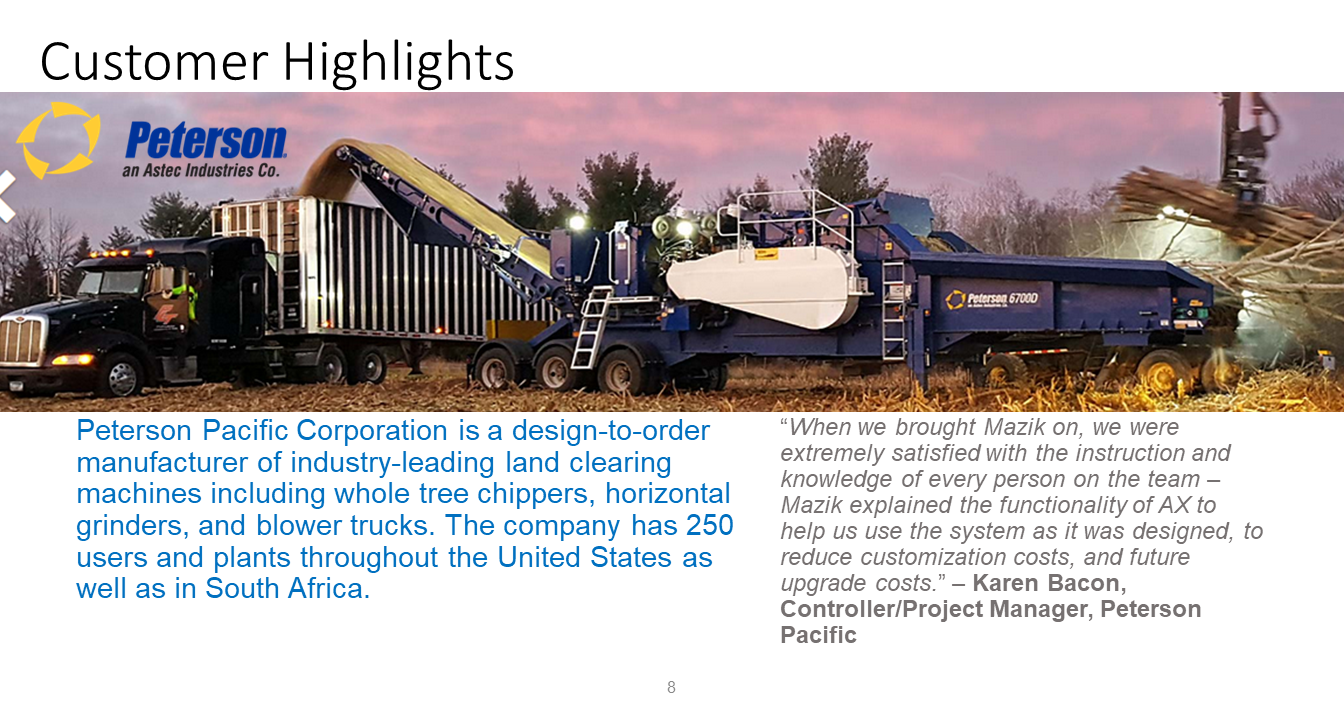 Customer Highlights
Peterson
an Astec Industries Co.
Peterson 6700D
an Astec Industries Co.
Peterson Pacific Corporation is a design-to-order
manufacturer of industry-leading land clearing
machines including whole tree chippers, horizontal
grinders, and blower trucks. The company has 250
users and plants throughout the United States as
well as in South Africa.
“When we brought Mazik on, we were
extremely satisfied with the instruction and
knowledge of every person on the team –
Mazik explained the functionality of AX to
help us use the system as it was designed, to
reduce customization costs, and future
upgrade costs.” – Karen Bacon,
Controller/Project Manager, Peterson
Pacific
8